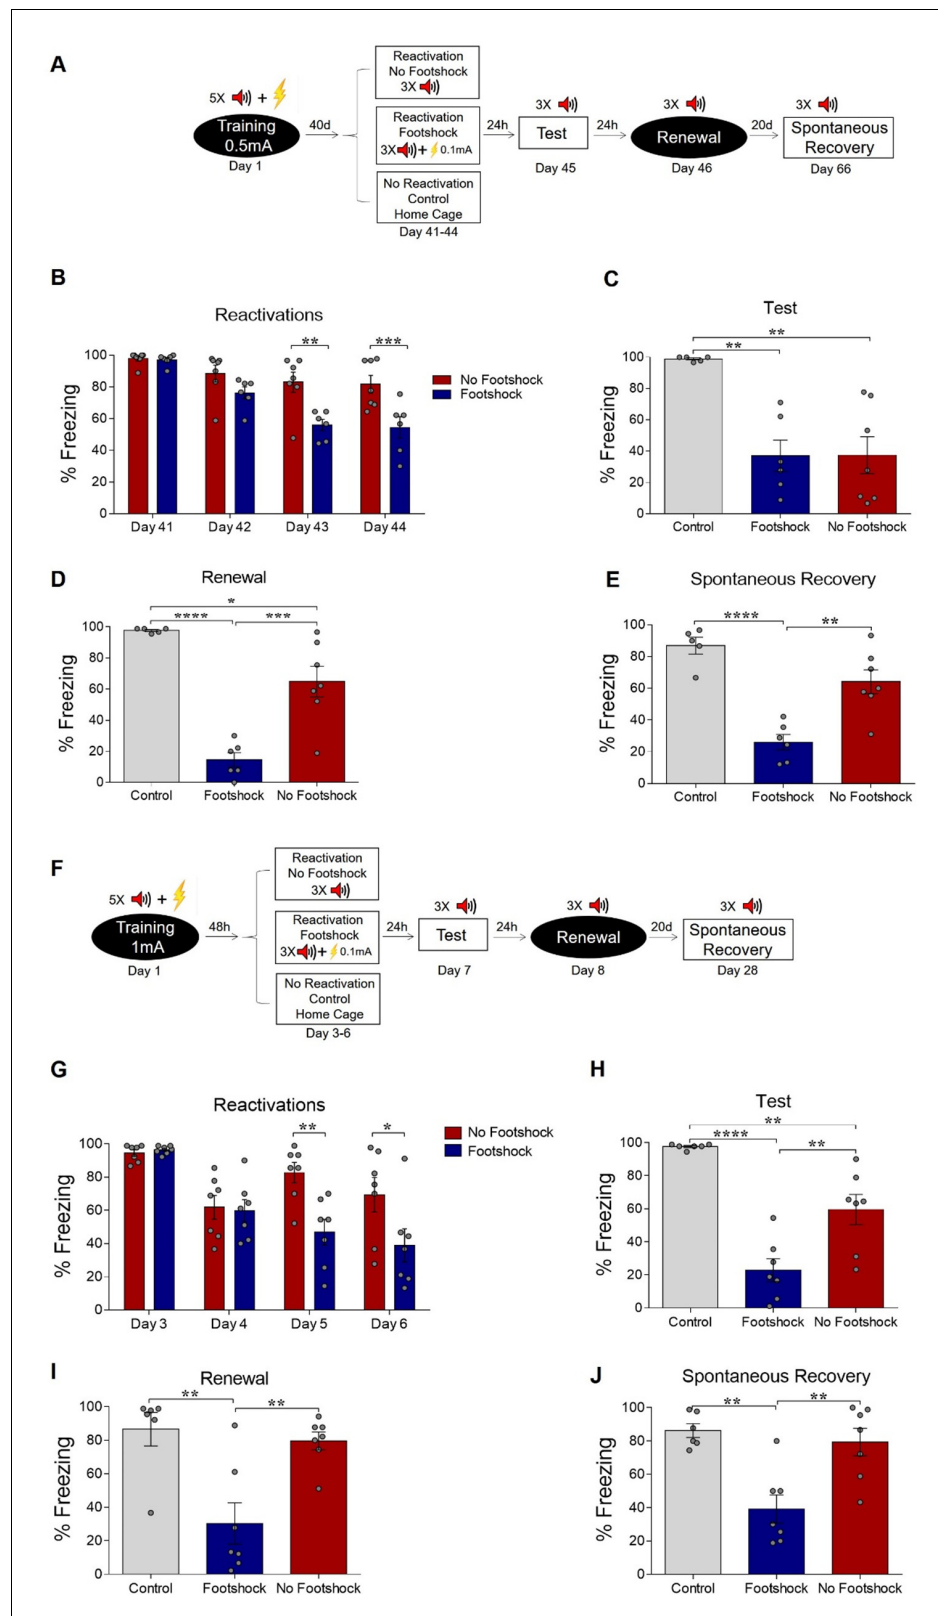 A
5X + 
Training
0.5mA
Day 1
40d
Reactivation
No Footshock
3X
Reactivation
Footshock
3X + 0.1mA
No Reactivation
Control
Home Cage
Day 41-44
24h
3X
Test
Day 45
24h
3X
Renewal
Day 46
20d
3X
Spontaneous
Recovery
Day 66
B
Reactivations
% Freezing
100
80
60
40
20
0
** ***
Day 41 Day 42 Day 43 Day 44
No Footshock
Footshock
C
Test
% Freezing
100
80
60
40
20
0
**
**
Control Footshock No Footshock
D
Renewal
% Freezing
100
80
60
40
20
0
*
**** ***
Control Footshock No Footshock
E
Spontaneous Recovery
% Freezing
100
80
60
40
20
0
**** **
Control Footshock No Footshock
F
5X +
Training
1mA
Day 1
48h
Reactivation
No Footshock
3X
Reactivation
Footshock
3X + 0.1mA
No Reactivation
Control
Home Cage
Day 3-6
24h
3X
Test
Day 7
24h
3X
Renewal
Day 8
20d
3X
Spontaneous
Recovery
Day 28
G
Reactivations
% Freezing
100
80
60
40
20
0
** *
Day 3 Day 4 Day 5 Day 6
No Footshock
Footshock
H
Test
% Freezing
100
80
60
40
20
0
**
**** **
Control Footshock No Footshock
I
Renewal
% Freezing
100
80
60
40
20
0
** **
Control Footshock No Footshock
J
Spontaneous Recovery
% Freezing
100
80
60
40
20
0
** **
Control Footshock No Footshock